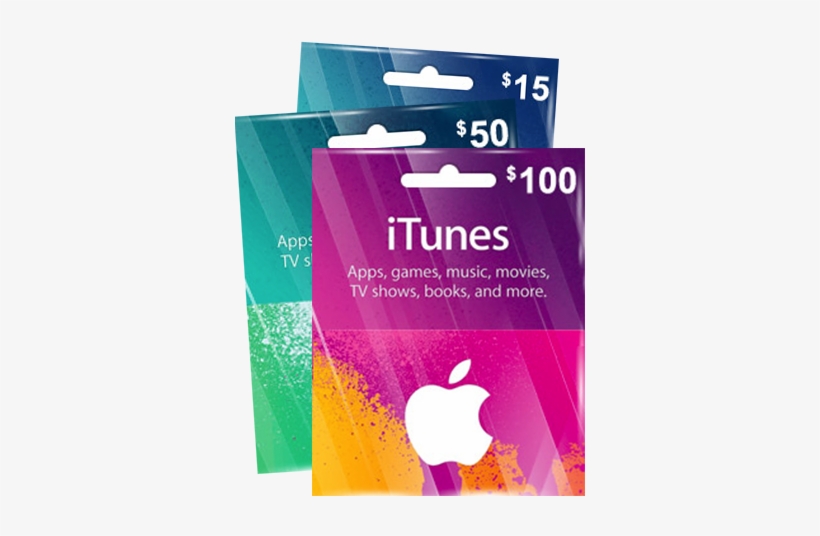 $15
$50
Apps
TV s
$100
iTunes
Apps, games, music, movies,
TV shows, books, and more.